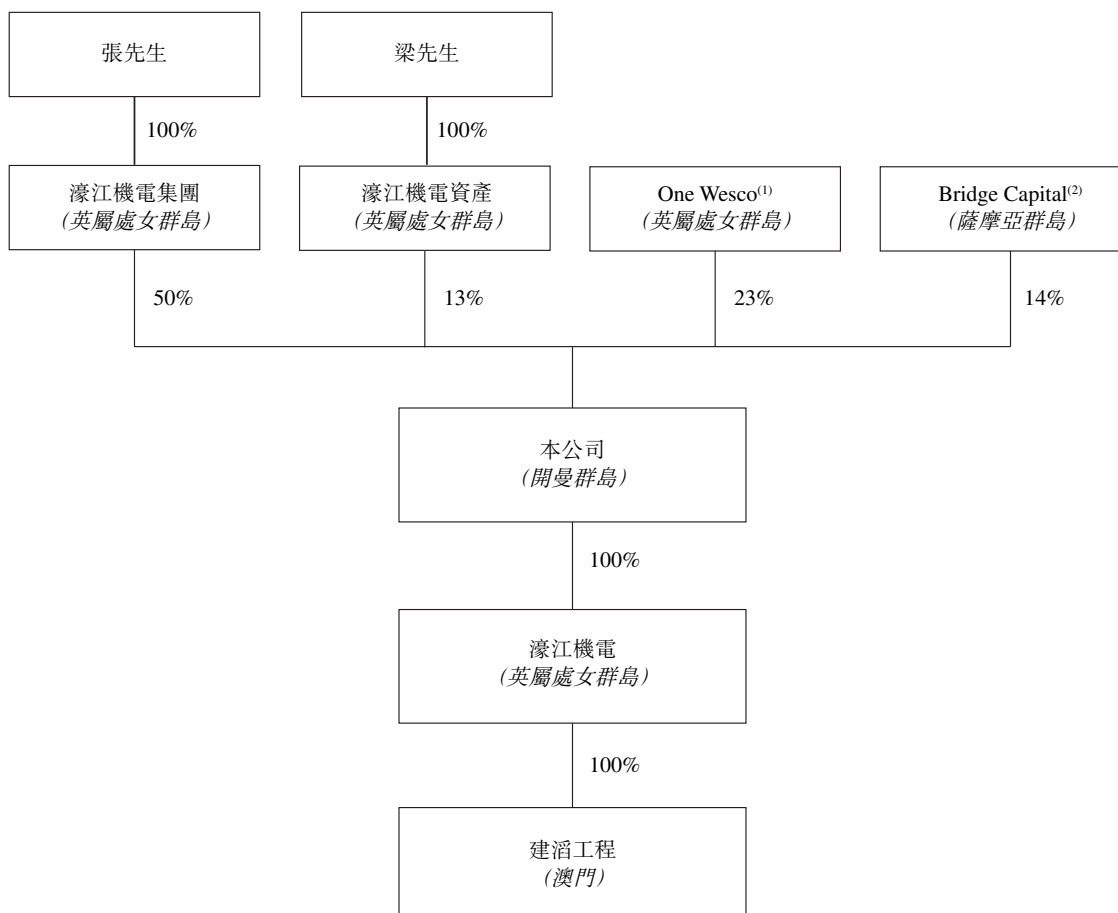 張先生
梁先生
100%
100%
濠江機電集團
(英屬處女群島)
濠江機電資產
(英屬處女群島)
One Wesco(1)
(英屬處女群島)
Bridge Capital(2)
(薩摩亞群島)
50%
13%
23%
14%
本公司
(開曼群島)
100%
濠江機電
(英屬處女群島)
100%
建滔工程
(澳門)